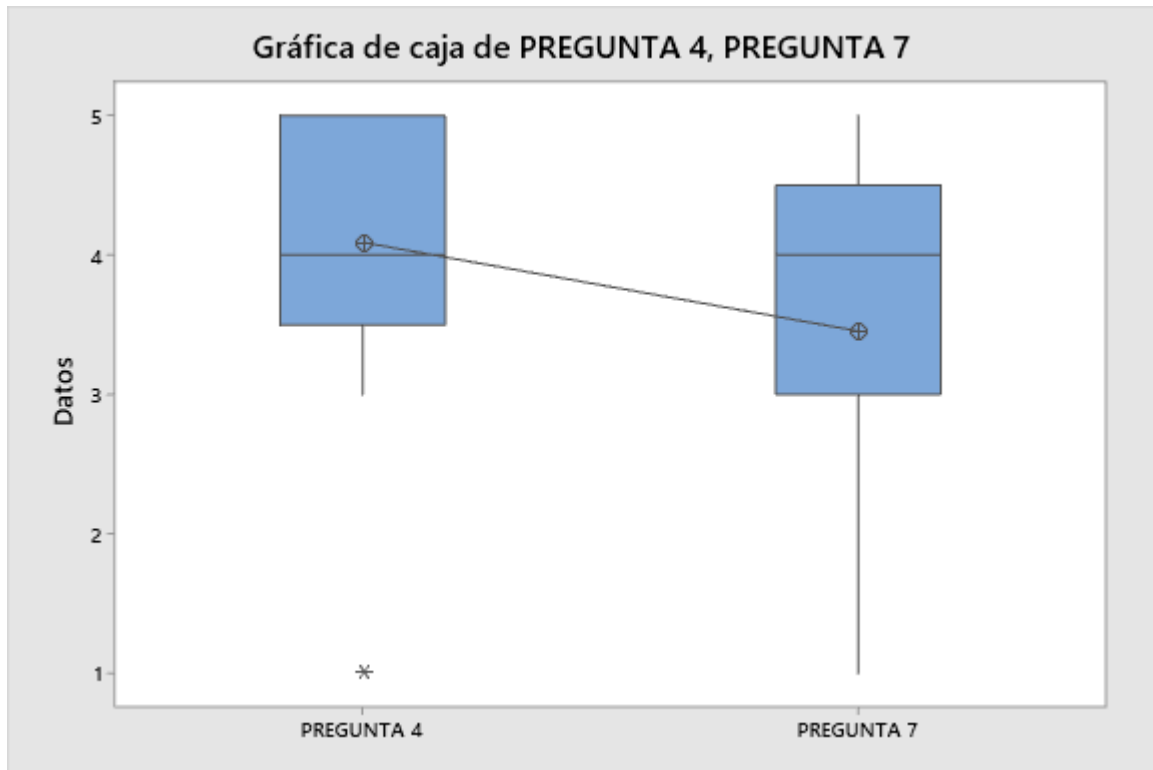 Gráfica de caja de PREGUNTA 4, PREGUNTA 7
Datos
5
4
3
2
1
PREGUNTA 4
PREGUNTA 7